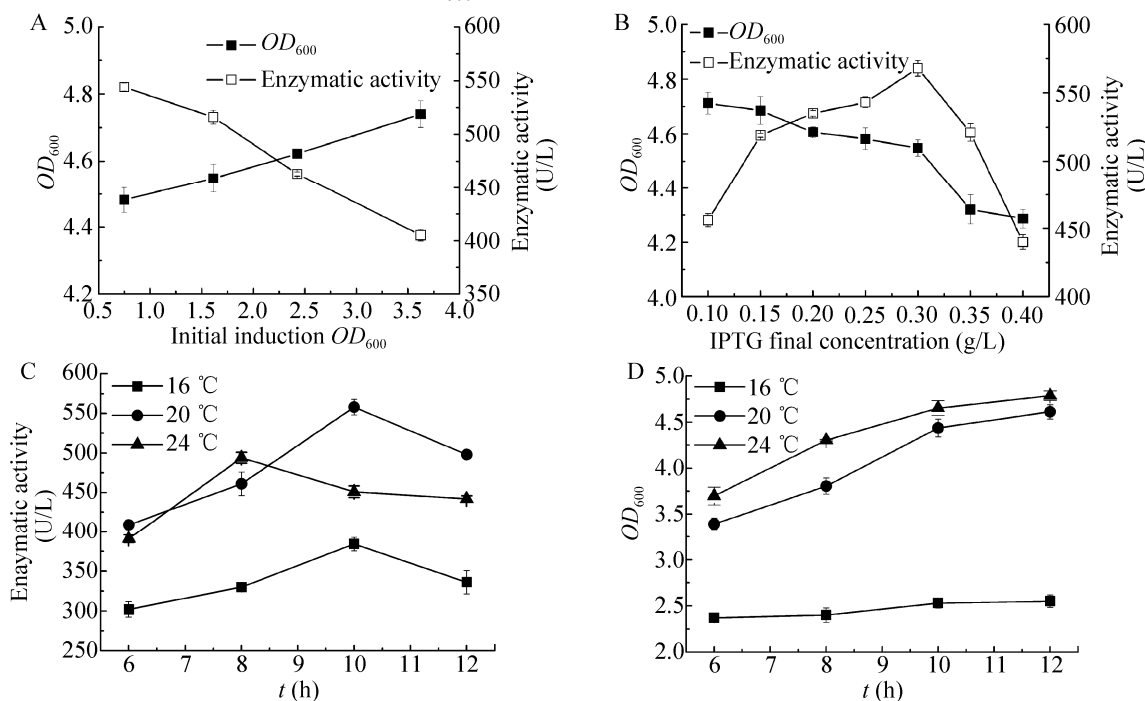 A
OD600
Enzymatic activity
5.0
4.8
4.6
4.4
4.2
OD600
600
550
500
450
400
350
Enzymatic activity
(U/L)
0.5 1.0 1.5 2.0 2.5 3.0 3.5 4.0
Initial induction OD600
B
OD600
Enzymatic activity
5.0
4.8
4.6
4.4
4.2
4.0
OD600
600
550
500
450
400
Enzymatic activity
(U/L)
0.10 0.15 0.20 0.25 0.30 0.35 0.40
IPTG final concentration (g/L)
C
16 ℃
20 ℃
24 ℃
600
550
500
450
400
350
300
250
Enaymatic activity
(U/L)
6 7 8 9 10 11 12
t (h)
D
16 ℃
20 ℃
24 ℃
5.0
4.5
4.0
3.5
3.0
2.5
2.0
OD600
6 7 8 9 10 11 12
t (h)